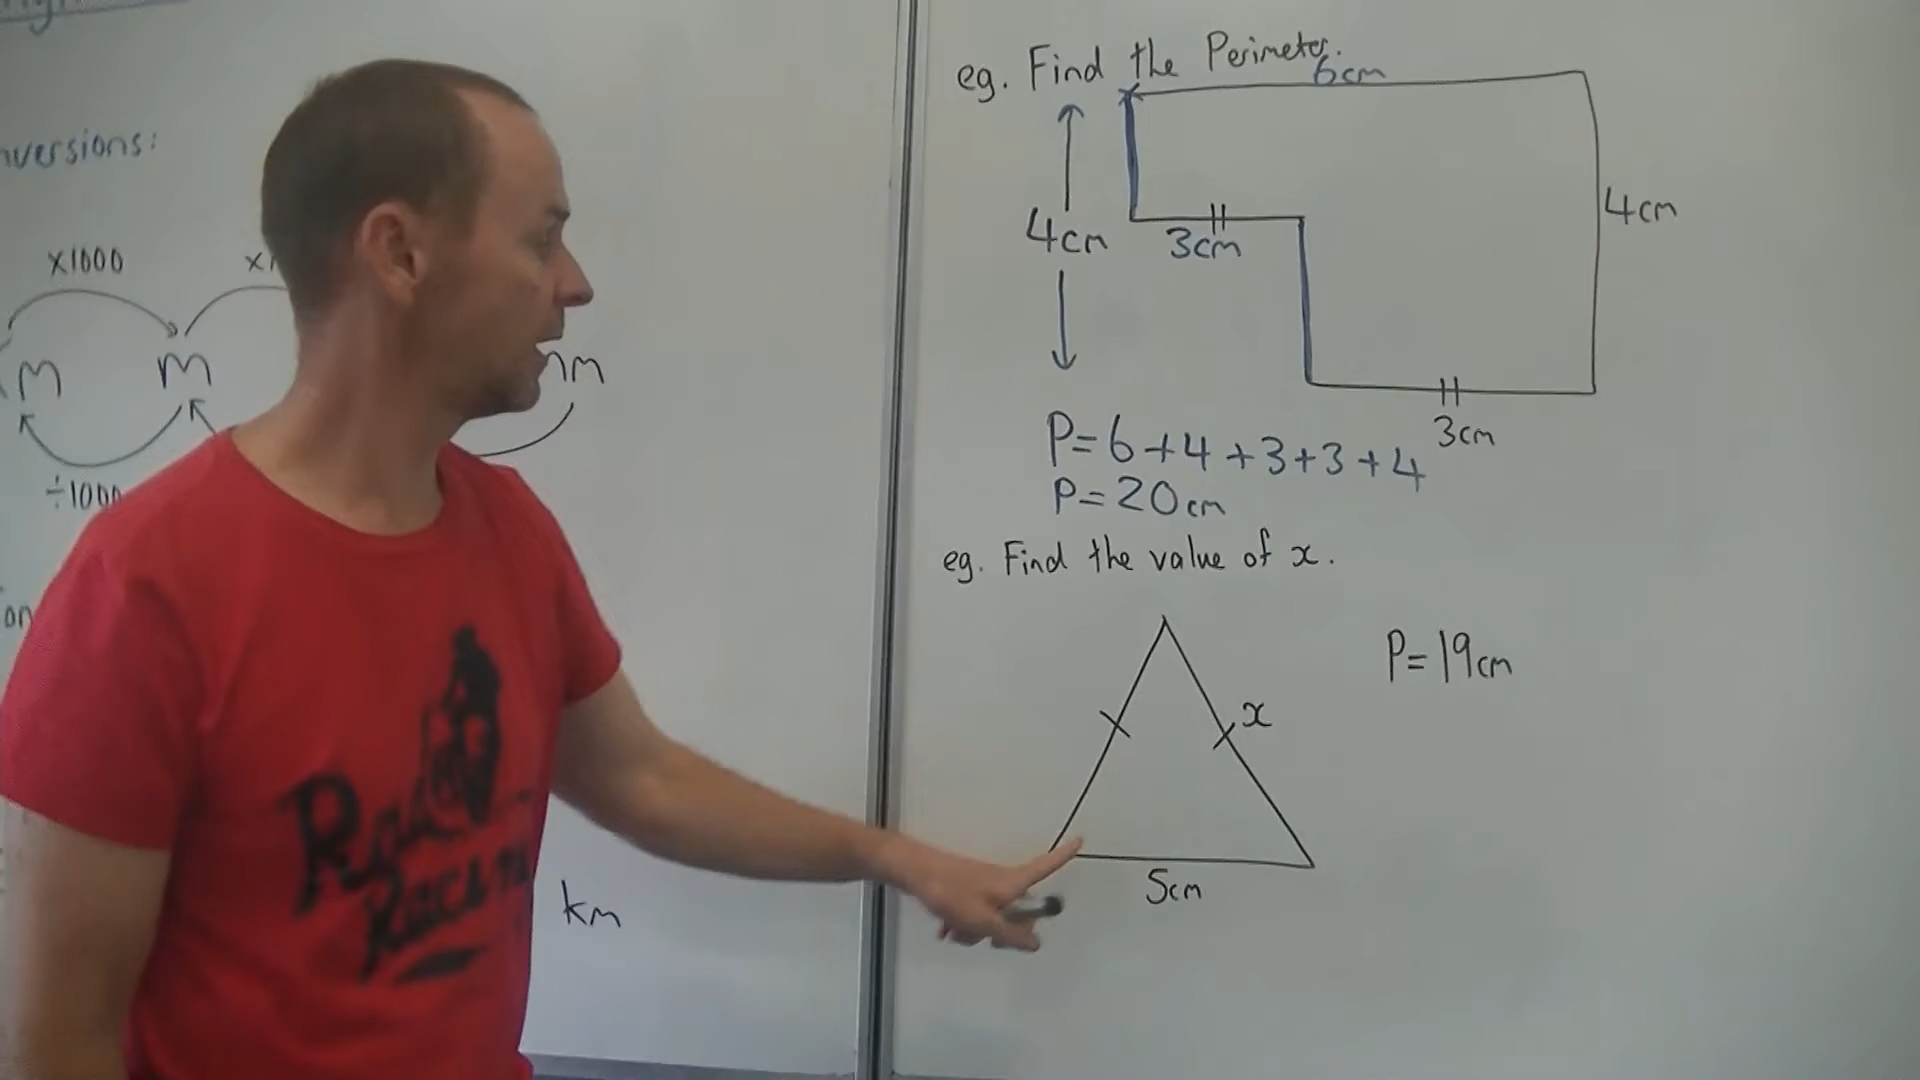 nversions:
x1000
m
÷1000
km
eg. Find the Perimeter.
6cm
4cm
3cm
4cm
3cm
P=6+4+3+3+4
P=20cm
eg. Find the value of x.
P=19cm
x
5cm